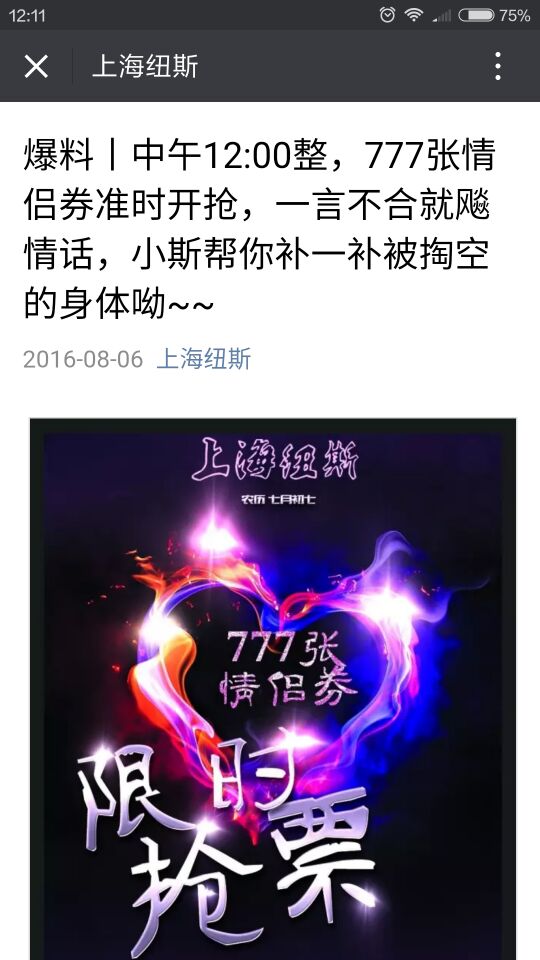 12:11
75%
上海纽斯
爆料丨中午12:00整，777张情
侣券准时开抢，一言不合就飚
情话，小斯帮你补一补被掏空
的身体呦~~
2016-08-06 上海纽斯
上海纽斯
农历 七月初七
777张
情侣券
限时
抢票